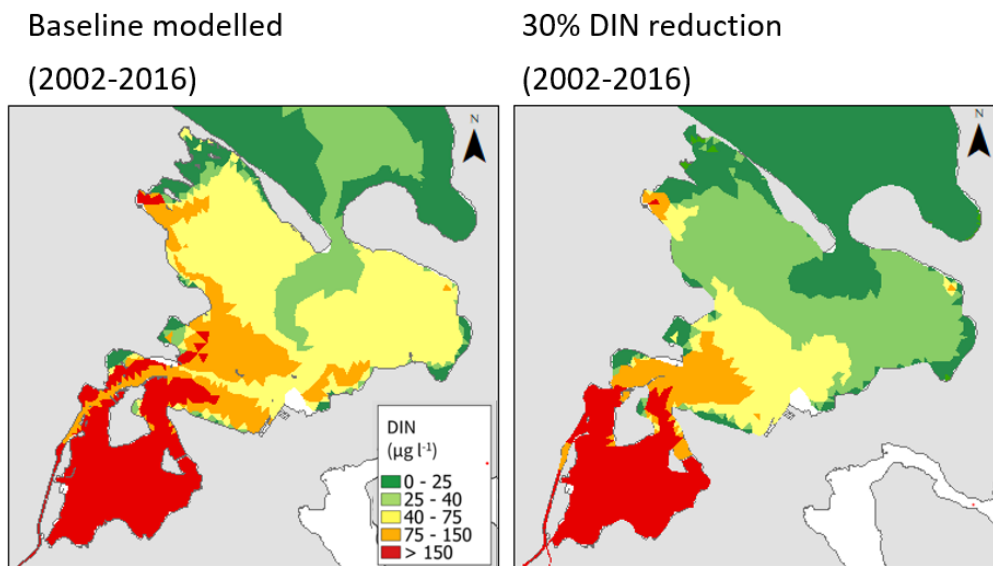 Baseline modelled
(2002-2016)
30% DIN reduction
(2002-2016)
N
N
DIN
(µg l⁻¹)
0 - 25
25 - 40
40 - 75
75 - 150
> 150